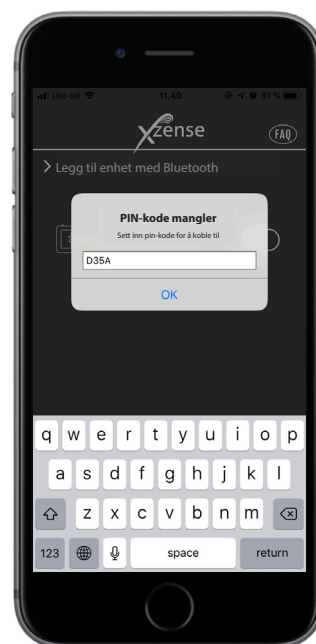 Uni-tel 11.40 81 %
Xzense FAQ
> Legg til enhet med Bluetooth
PIN-kode mangler
Sett inn pin-kode for å koble til
D35A
OK
q w e r t y u i o p
a s d f g h j k l
z x c v b n m
123 space return